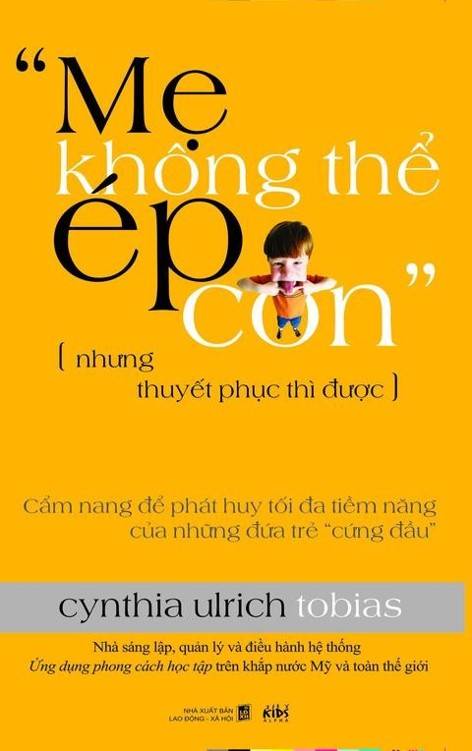 “Mẹ
không thể
ép
con”
( nhưng
thuyết phục thì được )
Cẩm nang để phát huy tối đa tiềm năng
của những đứa trẻ “cứng đầu”
cynthia ulrich tobias
Nhà sáng lập, quản lý và điều hành hệ thống
Ứng dụng phong cách học tập trên khắp nước Mỹ và toàn thế giới
NHÀ XUẤT BẢN
LAO ĐỘNG - XÃ HỘI
KIDS
ALPHA